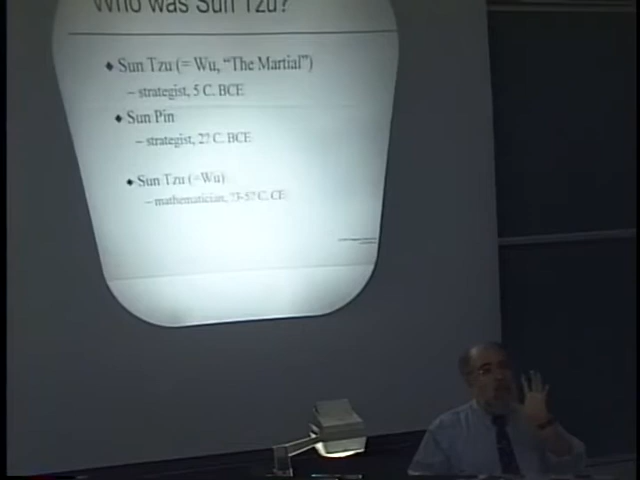 Who was Sun Tzu?
♦ Sun Tzu (= Wu, “The Martial”)
– strategist, 5 C. BCE
♦ Sun Pin
– strategist, 2? C. BCE
♦ Sun Tzu (=Wu)
– mathematician, ?3-5? C. CE